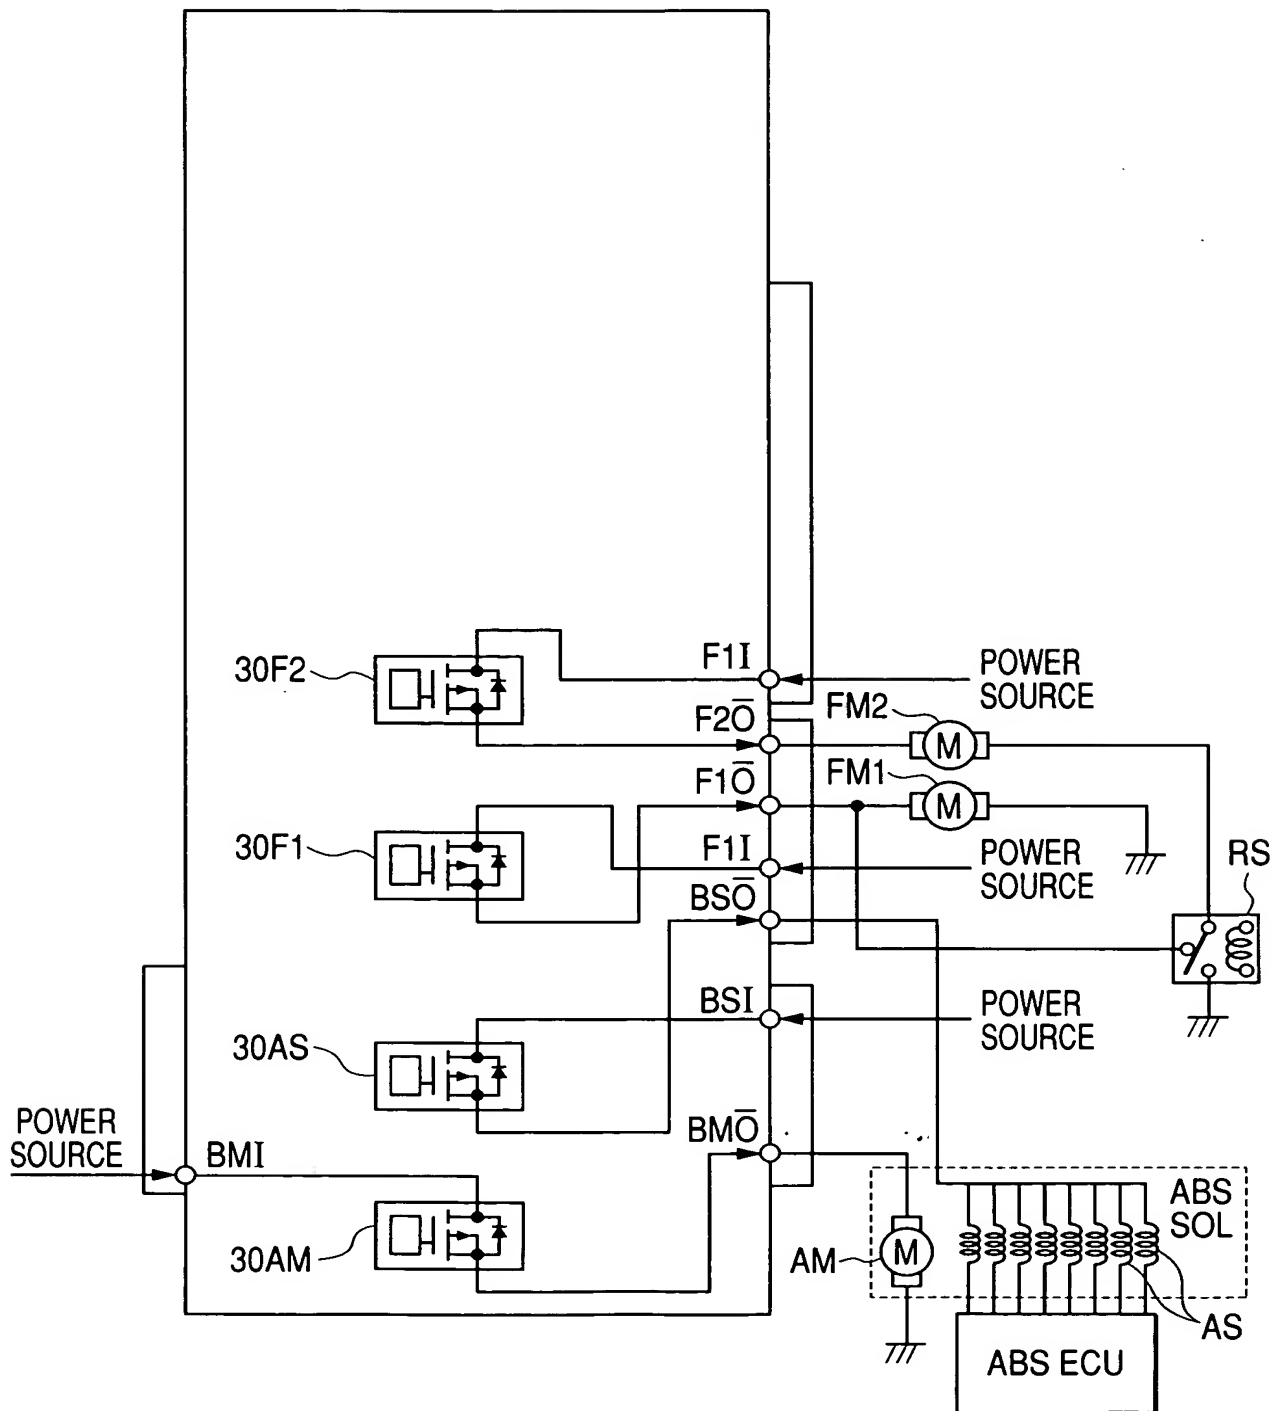 30F2
F1I
POWER
SOURCE
F2O̅
FM2
M
F1O̅
FM1
M
30F1
F1I
POWER
SOURCE
RS
BSO̅
BSI
POWER
SOURCE
30AS
POWER
SOURCE
BMI
BMO̅
ABS
SOL
30AM
AM
M
AS
ABS ECU